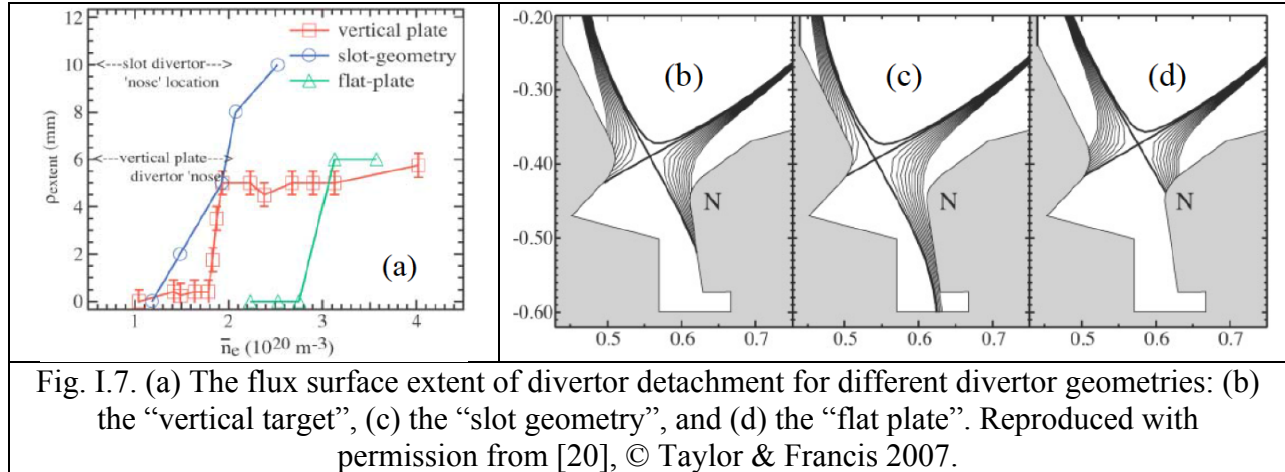 12
10
8
6
4
2
0
ρextent (mm)
vertical plate
slot-geometry
flat-plate
<---slot divertor --->
'nose' location
<---vertical plate --->
divertor 'nose'
(a)
1 2 3 4
n̄e (10²⁰ m⁻³)
-0.20
-0.30
-0.40
-0.50
-0.60
(b) (c) (d)
N N N
0.5 0.6 0.7 0.5 0.6 0.7 0.5 0.6 0.7
Fig. I.7. (a) The flux surface extent of divertor detachment for different divertor geometries: (b)
the “vertical target”, (c) the “slot geometry”, and (d) the “flat plate”. Reproduced with
permission from [20], © Taylor & Francis 2007.